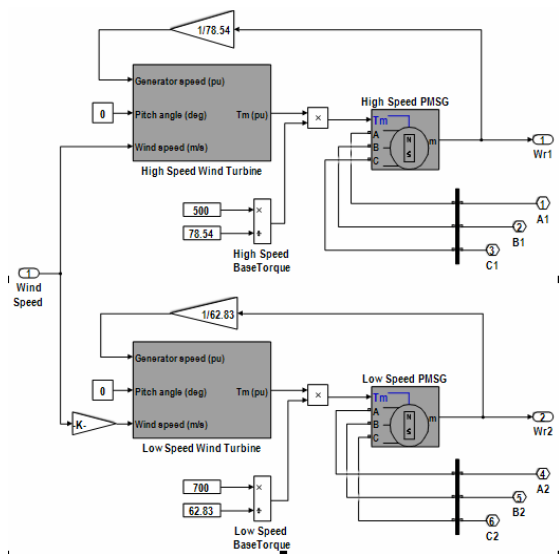 1/78.54
Generator speed (pu)
0
Pitch angle (deg)
Tm (pu)
Wind speed (m/s)
High Speed Wind Turbine
×
High Speed PMSG
Tm
A
B
C
N
S
m
1
Wr1
500
×
78.54
÷
High Speed
BaseTorque
1
A1
2
B1
3
C1
1
Wind
Speed
1/62.83
Generator speed (pu)
0
Pitch angle (deg)
Tm (pu)
-K-
Wind speed (m/s)
Low Speed Wind Turbine
×
Low Speed PMSG
Tm
A
B
C
N
S
m
2
Wr2
700
×
62.83
÷
Low Speed
BaseTorque
4
A2
5
B2
6
C2